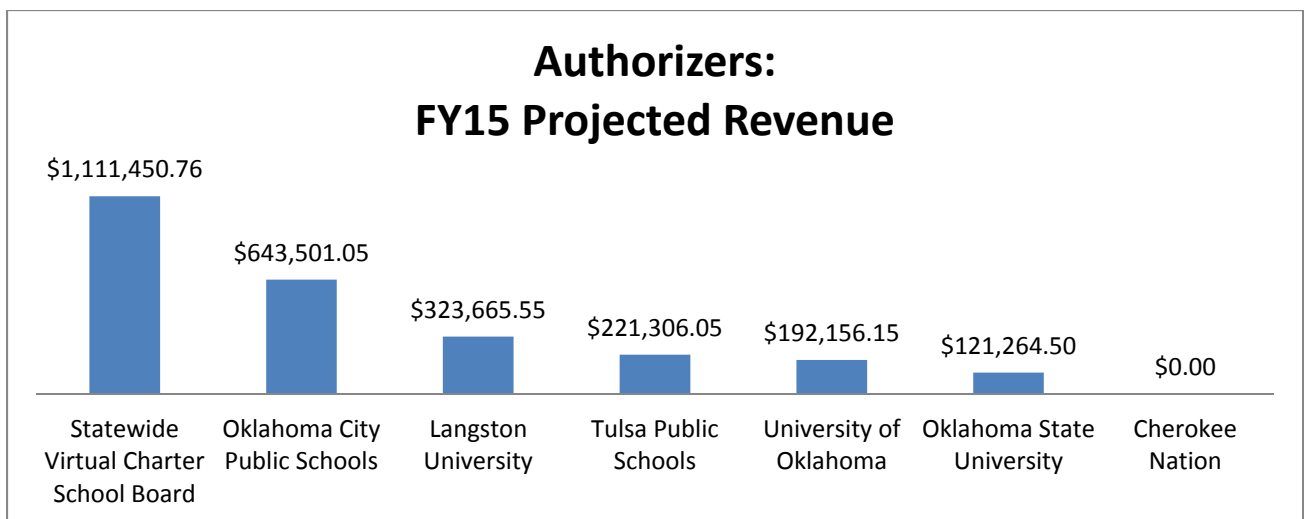 Authorizers:
FY15 Projected Revenue
$1,111,450.76
$643,501.05
$323,665.55
$221,306.05
$192,156.15
$121,264.50
$0.00
Statewide
Virtual Charter
School Board
Oklahoma City
Public Schools
Langston
University
Tulsa Public
Schools
University of
Oklahoma
Oklahoma State
University
Cherokee
Nation